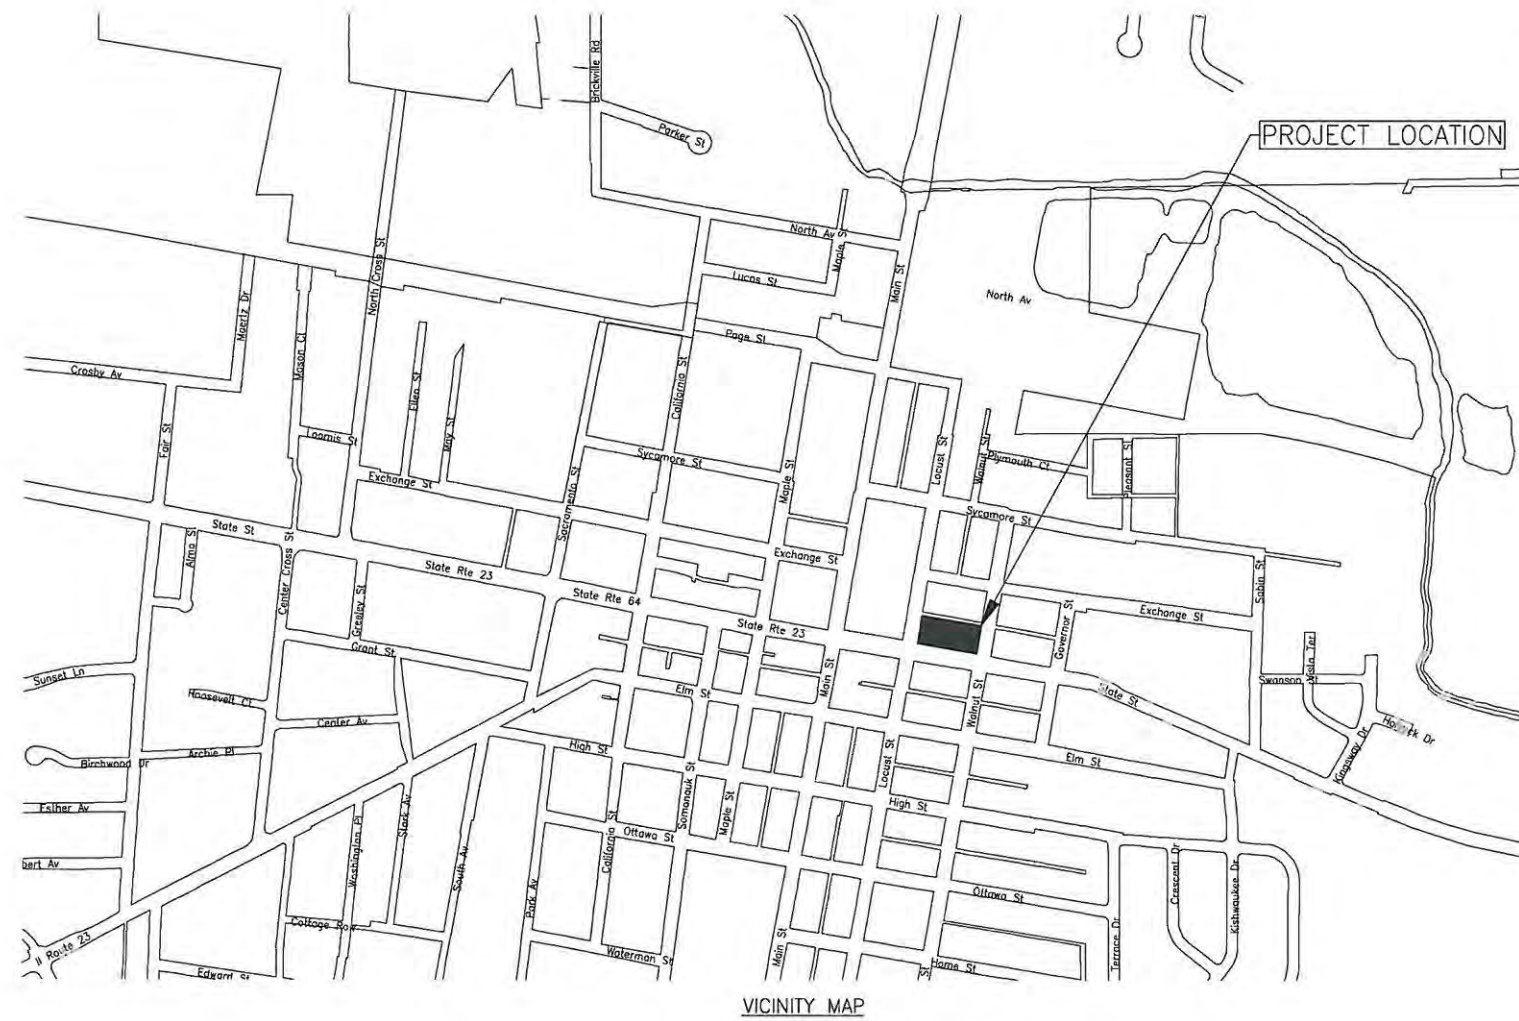 Brickville Rd
Parker St
PROJECT LOCATION
North Av
Maple S
North Cross St
Lucas St
Main St
North Av
Maertz Dr
Mason Ct
Page St
Crosby Av
Ellen St
California St
May St
Fair St
Loomis St
Sycamore St
Locust St
Walnut St
Plymouth Ct
Pleasant S
Exchange St
Sacramento St
Maple St
Sycamore St
State St
Alma S
Center Cross St
Exchange St
State Rte 23
Sabin St
Greeley St
State Rte 64
Exchange St
State Rte 23
Governor St
Grant St
Vista Ter
Sunset Ln
Main St
Swanson
Roosevelt Ct
Elm St
Walnut St
State St
Center Av
Dr
High St
Archie Pl
Locust St
Elm St
Kingsway Dr
Birchwood Dr
Somonauk St
Esther Av
Stark Av
Maple St
High St
Washington Pl
California St
Ottawa St
bert Av
South Av
Crescent Dr
Kishwaukee Dr
Park Av
Ottawa St
Cottage Row
Terrace Dr
Route 23
Main St
Waterman St
Home St
St
Edward St
VICINITY MAP